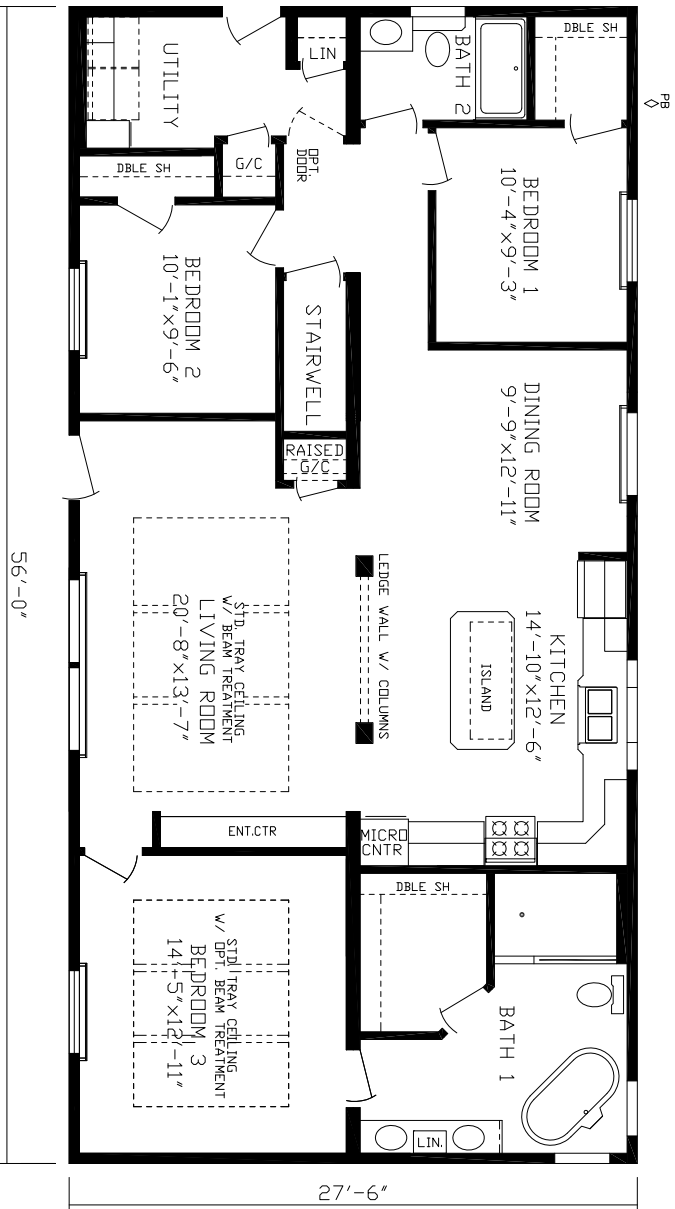 DBLE SH
PB
LIN
UTILITY
BATH 2
G/C
OPT.
DOOR
DBLE SH
BEDROOM 1
10'-4"x9'-3"
BEDROOM 2
10'-1"x9'-6"
STAIRWELL
RAISED
G/C
DINING ROOM
9'-9"x12'-11"
LEDGE WALL W/ COLUMNS
STD. TRAY CEILING
W/ BEAM TREATMENT
LIVING ROOM
20'-8"x13'-7"
KITCHEN
14'-10"x12'-6"
ISLAND
56'-0"
ENT.CTR
MICRO
CNTR
DBLE SH
STD. TRAY CEILING
W/ OPT. BEAM TREATMENT
BEDROOM 3
14'-5"x12'-11"
BATH 1
LIN.
27'-6"